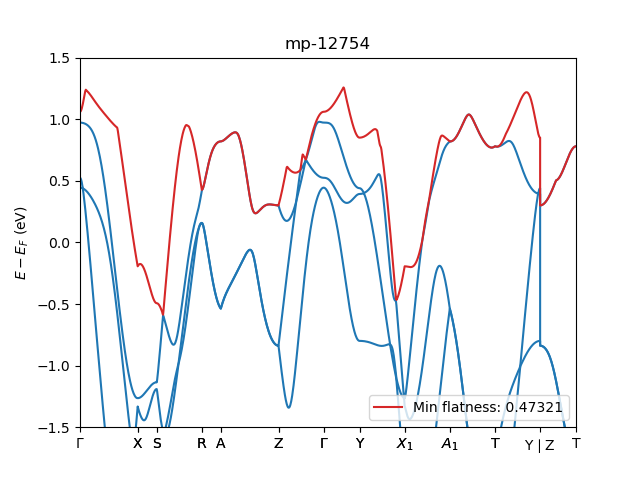 mp-12754
1.5
1.0
0.5
0.0
−0.5
−1.0
−1.5
E − E_F (eV)
Min flatness: 0.47321
Γ X S R A Z Γ Y X₁ A₁ T Y | Z T